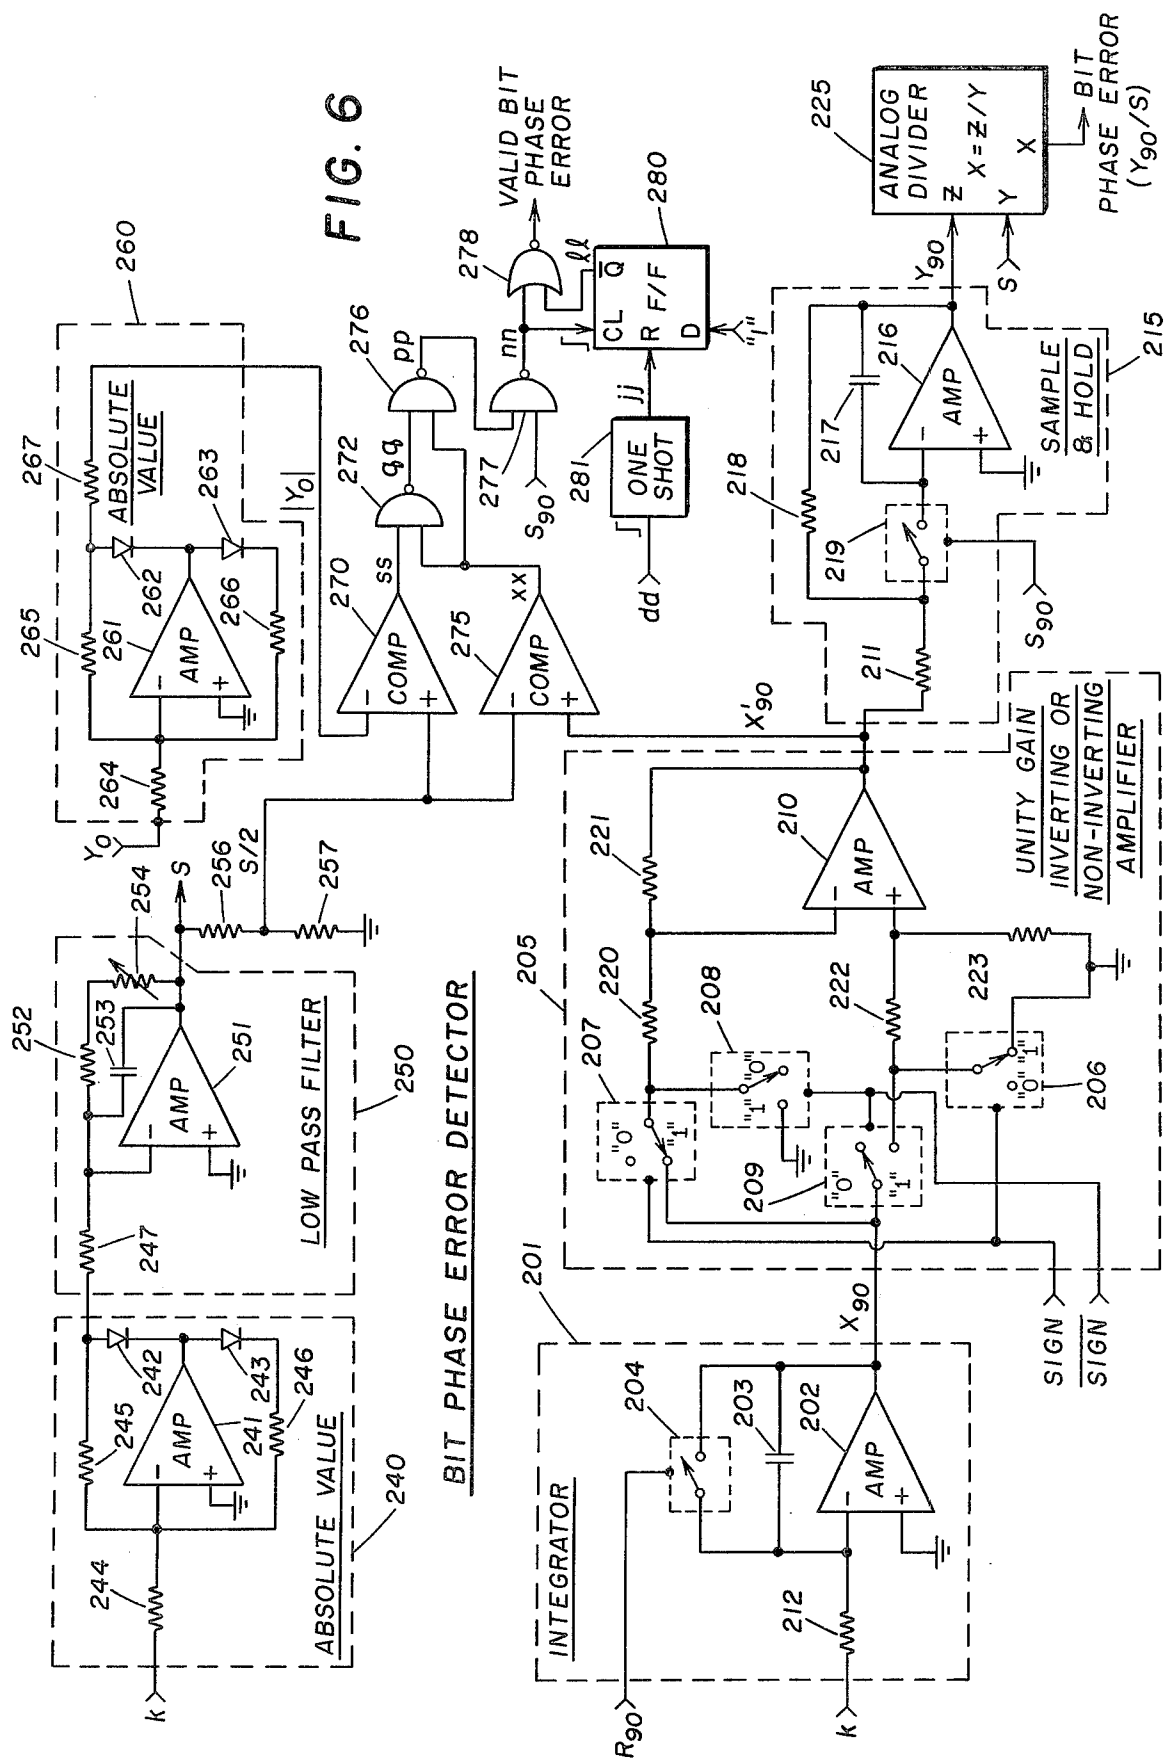 FIG. 6
BIT PHASE ERROR DETECTOR
k
244
245
AMP
-
+
241
242
243
246
ABSOLUTE VALUE
240
247
252
253
254
AMP
-
+
251
LOW PASS FILTER
250
S
256
S/2
257
Y0
264
265
261
AMP
-
+
262
266
267
ABSOLUTE
VALUE
263
260
|Y0|
270
COMP
-
+
ss
275
COMP
-
+
xx
272
qq
276
pp
277
S90
nn
278
VALID BIT
PHASE
ERROR
ll
CL
Q
R F/F
D
"1"
280
dd
281
ONE
SHOT
jj
R90
k
INTEGRATOR
201
212
204
203
202
AMP
-
+
X90
SIGN
SIGN
205
207
"0"
"1"
220
208
"1"
"0"
209
"0"
"1"
221
222
223
"1"
"0"
206
210
AMP
-
+
X'90
UNITY GAIN
INVERTING OR
NON-INVERTING
AMPLIFIER
211
218
219
S90
217
216
AMP
-
+
SAMPLE
& HOLD
215
Y90
S
225
ANALOG
DIVIDER
Z
X=Z/Y
Y
X
BIT
PHASE ERROR
(Y90/S)